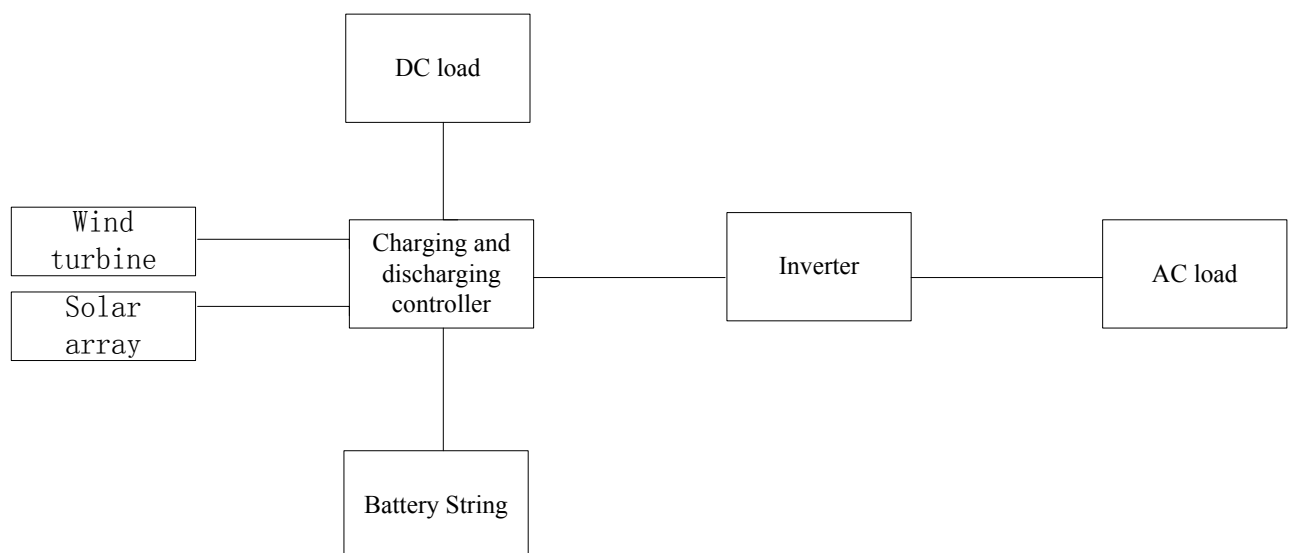 DC load
Wind
turbine
Solar
array
Charging and
discharging
controller
Inverter
AC load
Battery String